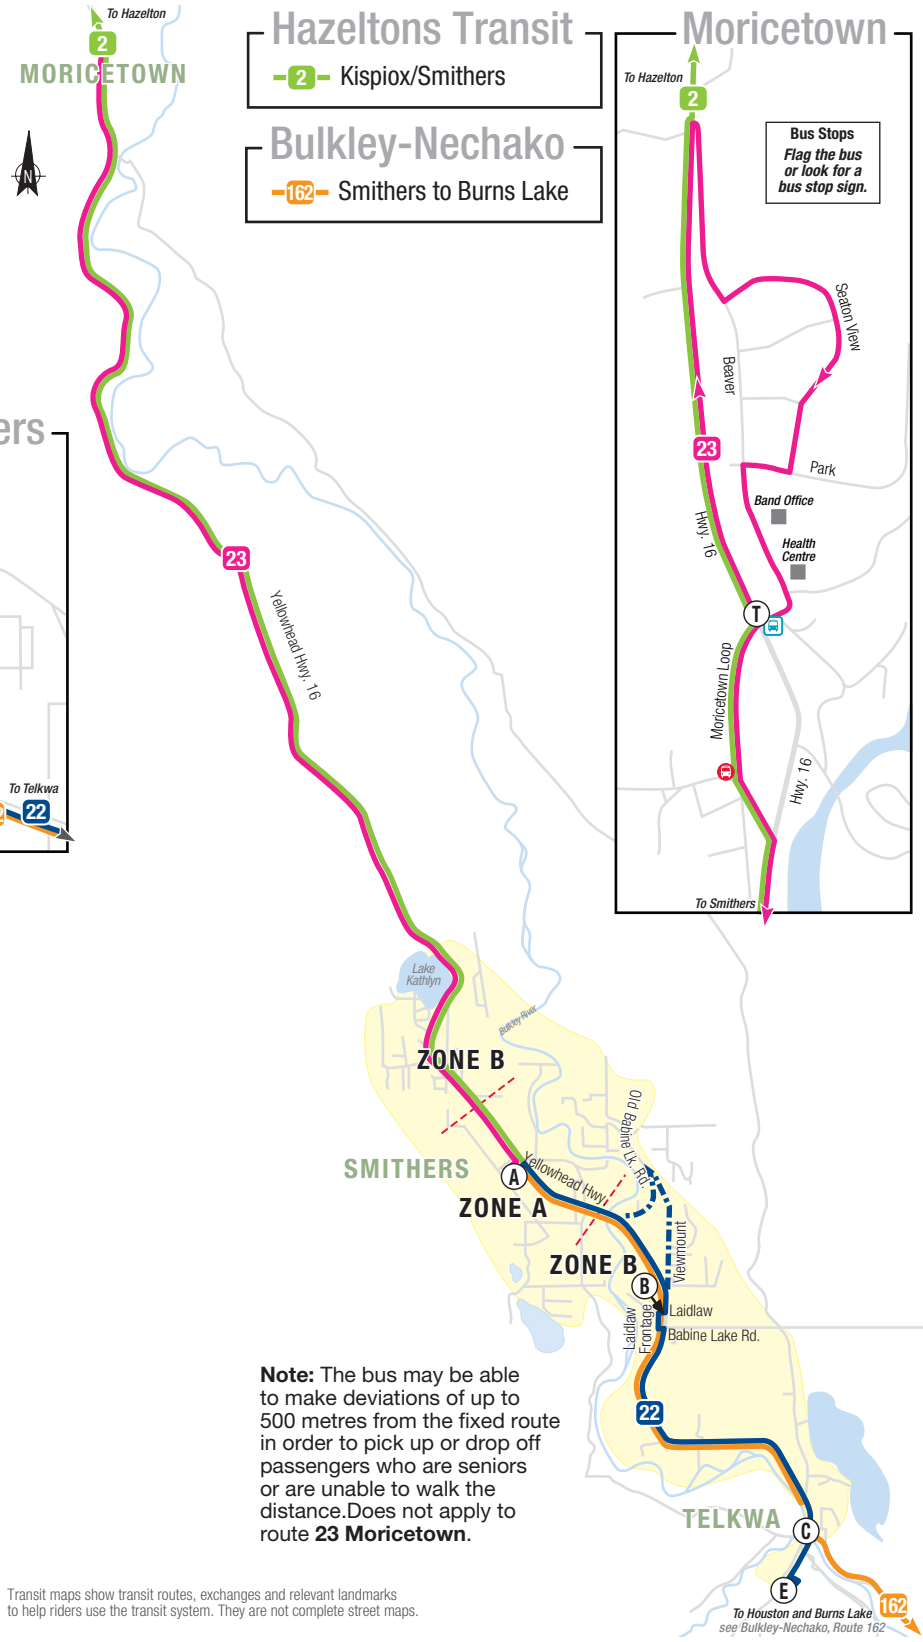 To Hazelton
2
MORICETOWN
N
Hazeltons Transit
2 Kispiox/Smithers
Bulkley-Nechako
162 Smithers to Burns Lake
Moricetown
To Hazelton
2
Bus Stops
Flag the bus
or look for a
bus stop sign.
Seaton View
Beaver
23
Park
Band Office
Hwy. 16
Health
Centre
T
Moricetown Loop
Hwy. 16
To Smithers
ers
To Telkwa
22
23
Yellowhead Hwy. 16
Lake
Kathlyn
Bulkley River
ZONE B
Old Babine Lk. Rd.
SMITHERS
A
Yellowhead Hwy
ZONE A
ZONE B
Viewmount
B
Laidlaw
Laidlaw
Frontage
Babine Lake Rd.
22
Note: The bus may be able
to make deviations of up to
500 metres from the fixed route
in order to pick up or drop off
passengers who are seniors
or are unable to walk the
distance.Does not apply to
route 23 Moricetown.
TELKWA
C
E
162
To Houston and Burns Lake
see Bulkley-Nechako, Route 162
Transit maps show transit routes, exchanges and relevant landmarks
to help riders use the transit system. They are not complete street maps.